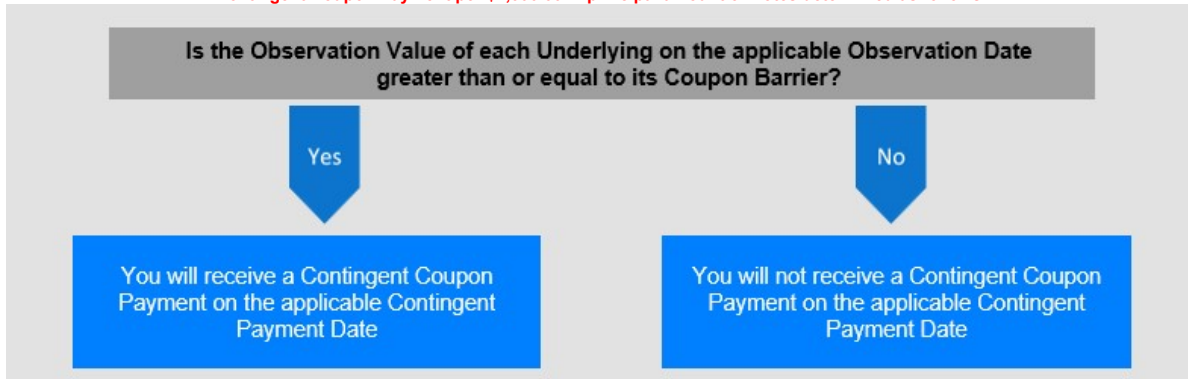 Is the Observation Value of each Underlying on the applicable Observation Date
greater than or equal to its Coupon Barrier?
Yes
No
You will receive a Contingent Coupon
Payment on the applicable Contingent
Payment Date
You will not receive a Contingent Coupon
Payment on the applicable Contingent
Payment Date